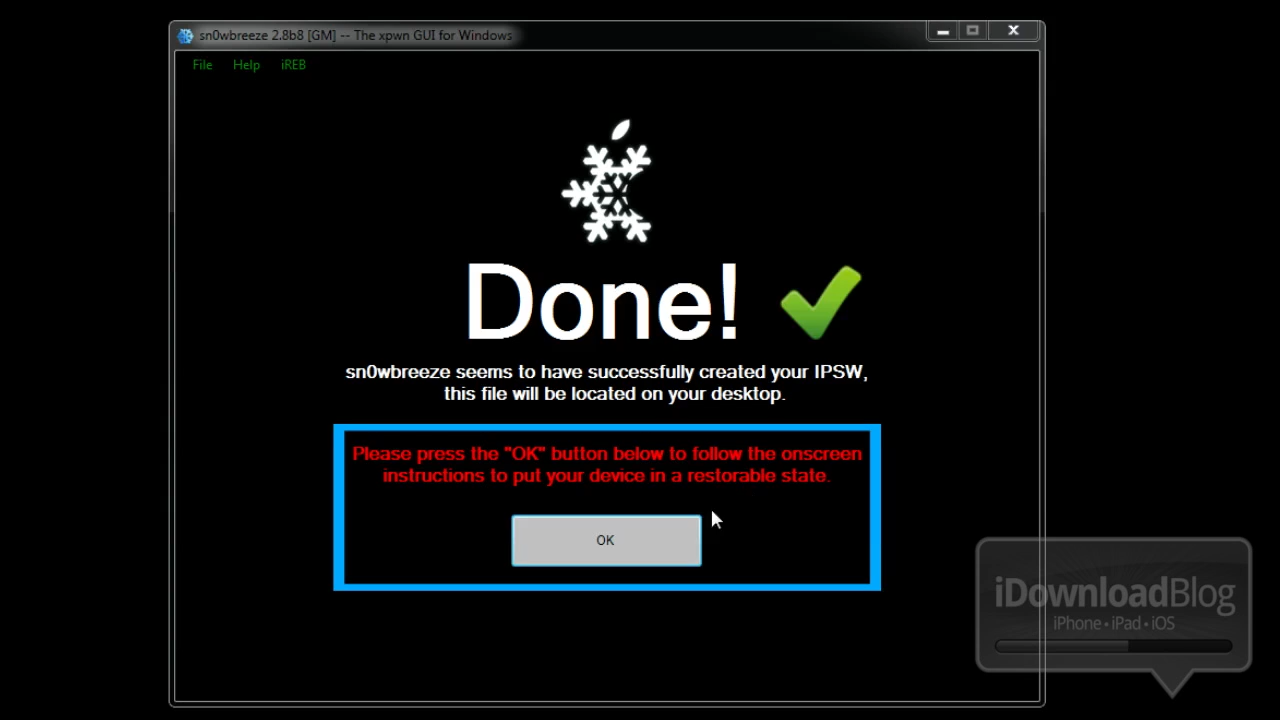 sn0wbreeze 2.8b8 [GM] -- The xpwn GUI for Windows
File Help iREB
Done!
sn0wbreeze seems to have successfully created your IPSW,
this file will be located on your desktop.
Please press the "OK" button below to follow the onscreen
instructions to put your device in a restorable state.
OK
iDownloadBlog
iPhone • iPad • iOS